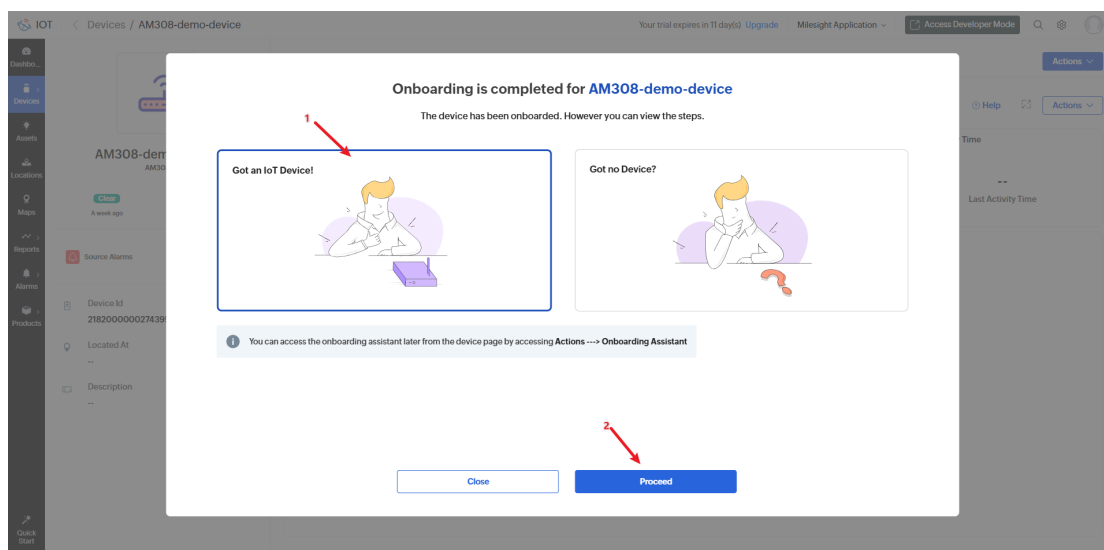 IOT
Devices / AM308-demo-device
Your trial expires in 11 day(s) Upgrade
Milesight Application
Access Developer Mode
Dashbo...
Devices
Assets
Locations
Maps
Reports
Alarms
Products
Quick
Start
AM308-dem
AM30
Clear
A week ago
Source Alarms
Device Id
21820000002743951
Located At
--
Description
--
Actions
Help
Actions
Time
--
Last Activity Time
Onboarding is completed for AM308-demo-device
The device has been onboarded. However you can view the steps.
1
Got an IoT Device!
Got no Device?
You can access the onboarding assistant later from the device page by accessing Actions ---> Onboarding Assistant
2
Close
Proceed